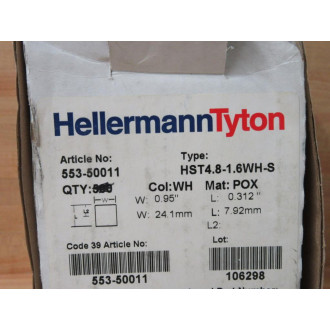 HellermannTyton
Article No: Type:
553-50011 HST4.8-1.6WH-S
QTY: Col:WH Mat: POX
W W: 0.95" L: 0.312 "
W: 24.1mm L: 7.92mm
L2:
Code 39 Article No: Lot:
553-50011 106298